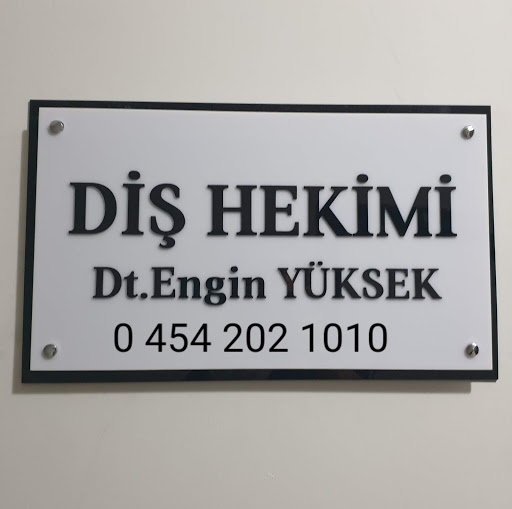 DİŞ HEKİMİ
Dt.Engin YÜKSEK
0 454 202 1010